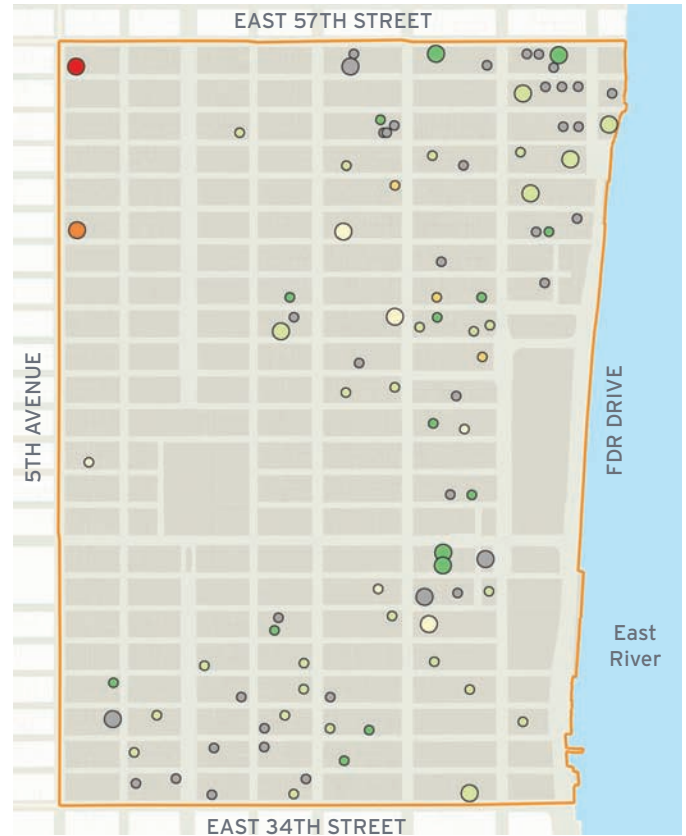 EAST 57TH STREET
5TH AVENUE
FDR DRIVE
East
River
EAST 34TH STREET